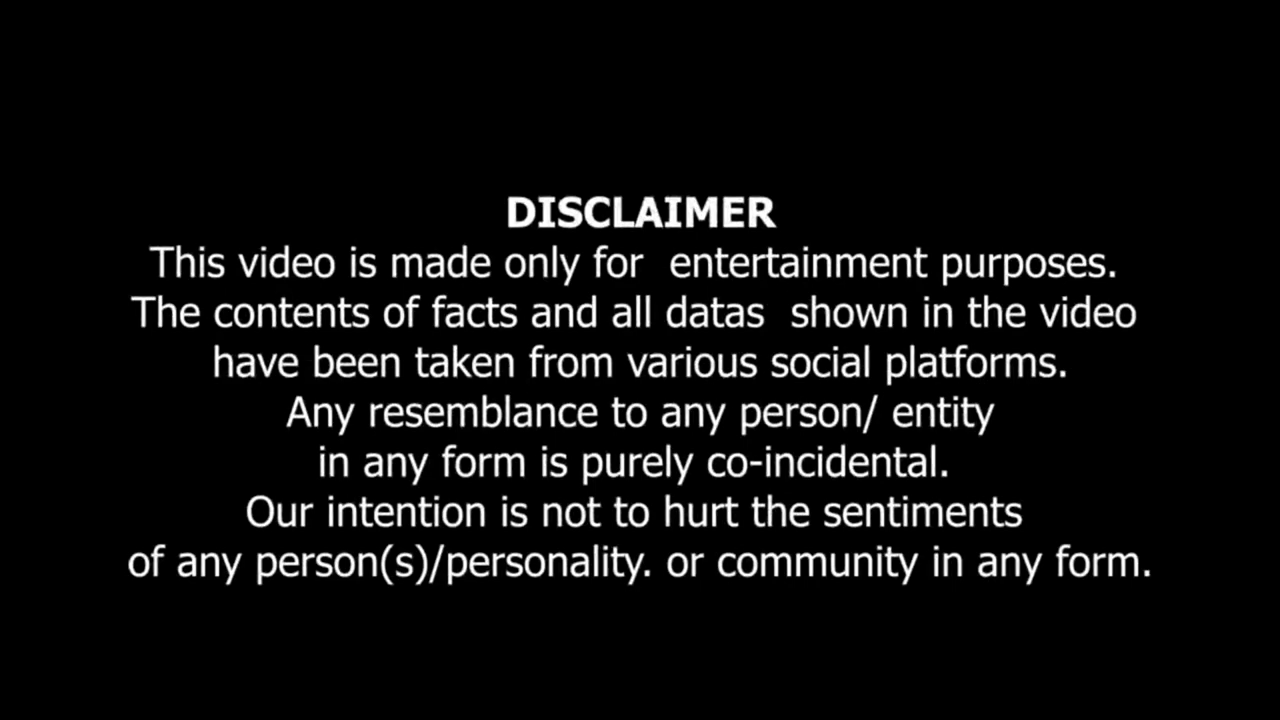 DISCLAIMER
This video is made only for  entertainment purposes.
The contents of facts and all datas  shown in the video
have been taken from various social platforms.
Any resemblance to any person/ entity
in any form is purely co-incidental.
Our intention is not to hurt the sentiments
of any person(s)/personality. or community in any form.